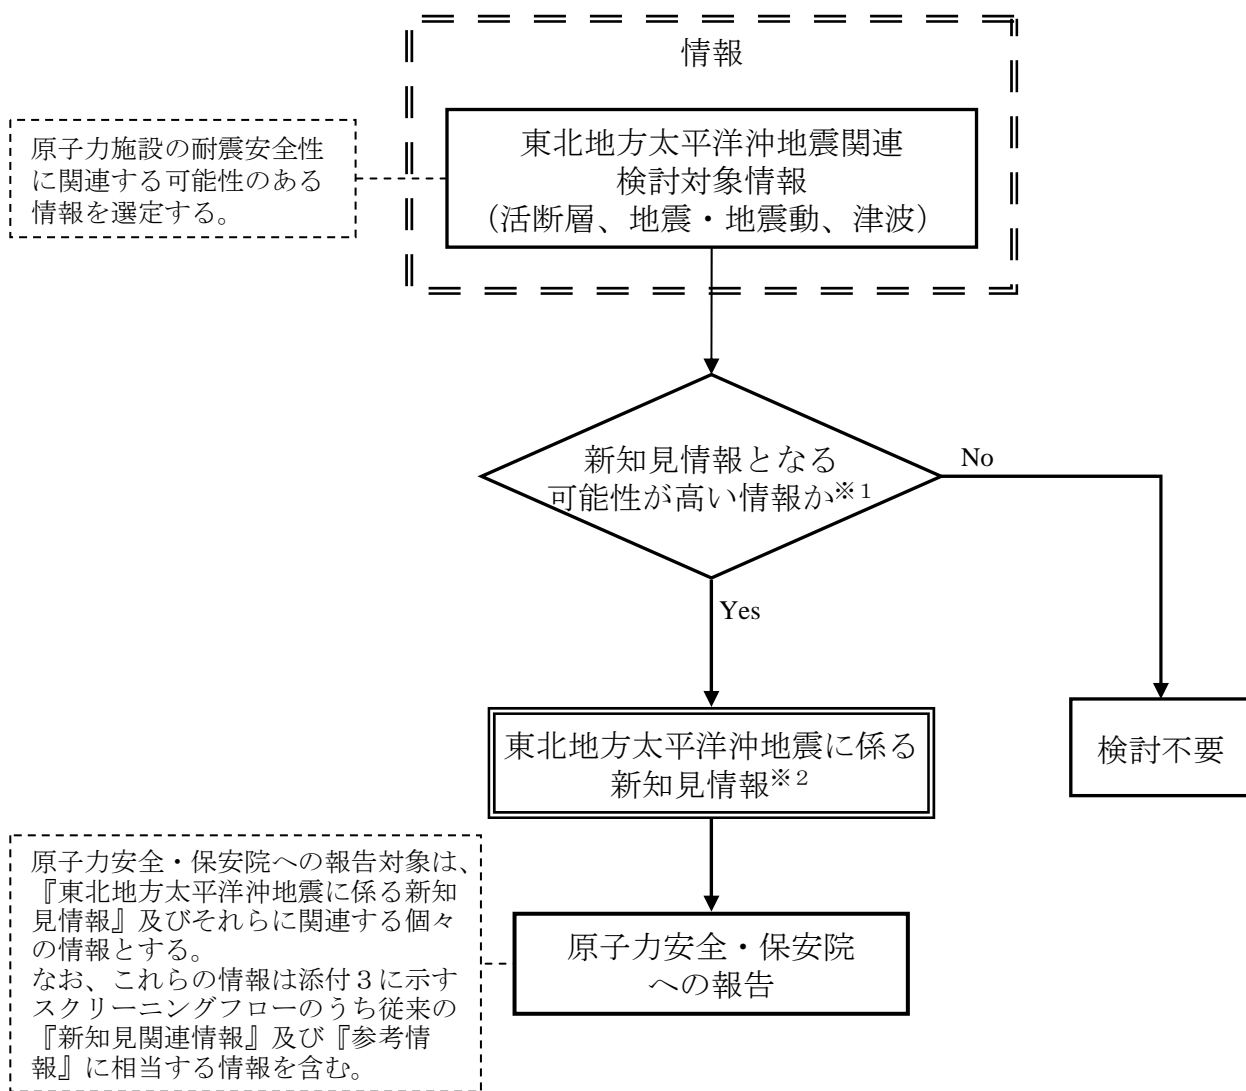 情報
東北地方太平洋沖地震関連
検討対象情報
（活断層、地震・地震動、津波）
原子力施設の耐震安全性
に関連する可能性のある
情報を選定する。
新知見情報となる
可能性が高い情報か※1
No
Yes
東北地方太平洋沖地震に係る
新知見情報※2
検討不要
原子力安全・保安院への報告対象は、
『東北地方太平洋沖地震に係る新知
見情報』及びそれらに関連する個々
の情報とする。
なお、これらの情報は添付３に示す
スクリーニングフローのうち従来の
『新知見関連情報』及び『参考情
報』に相当する情報を含む。
原子力安全・保安院
への報告